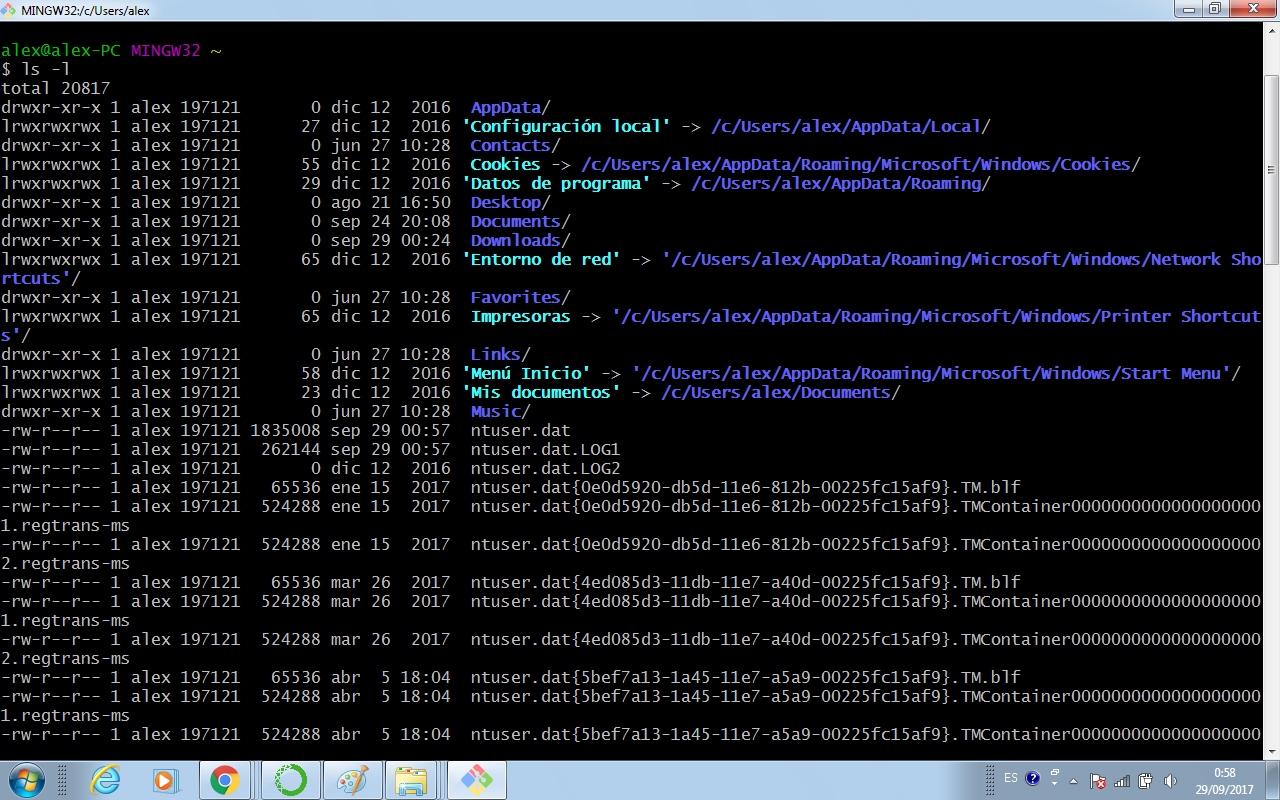 MINGW32:/c/Users/alex
alex@alex-PC MINGW32 ~
$ ls -l
total 20817
drwxr-xr-x 1 alex 197121       0 dic 12  2016  AppData/
lrwxrwxrwx 1 alex 197121      27 dic 12  2016 'Configuración local' -> /c/Users/alex/AppData/Local/
drwxr-xr-x 1 alex 197121       0 jun 27 10:28  Contacts/
lrwxrwxrwx 1 alex 197121      55 dic 12  2016  Cookies -> /c/Users/alex/AppData/Roaming/Microsoft/Windows/Cookies/
lrwxrwxrwx 1 alex 197121      29 dic 12  2016 'Datos de programa' -> /c/Users/alex/AppData/Roaming/
drwxr-xr-x 1 alex 197121       0 ago 21 16:50  Desktop/
drwxr-xr-x 1 alex 197121       0 sep 24 20:08  Documents/
drwxr-xr-x 1 alex 197121       0 sep 29 00:24  Downloads/
lrwxrwxrwx 1 alex 197121      65 dic 12  2016 'Entorno de red' -> '/c/Users/alex/AppData/Roaming/Microsoft/Windows/Network Sho
rtcuts'/
drwxr-xr-x 1 alex 197121       0 jun 27 10:28  Favorites/
lrwxrwxrwx 1 alex 197121      65 dic 12  2016  Impresoras -> '/c/Users/alex/AppData/Roaming/Microsoft/Windows/Printer Shortcut
s'/
drwxr-xr-x 1 alex 197121       0 jun 27 10:28  Links/
lrwxrwxrwx 1 alex 197121      58 dic 12  2016 'Menú Inicio' -> '/c/Users/alex/AppData/Roaming/Microsoft/Windows/Start Menu'/
lrwxrwxrwx 1 alex 197121      23 dic 12  2016 'Mis documentos' -> /c/Users/alex/Documents/
drwxr-xr-x 1 alex 197121       0 jun 27 10:28  Music/
-rw-r--r-- 1 alex 197121 1835008 sep 29 00:57  ntuser.dat
-rw-r--r-- 1 alex 197121  262144 sep 29 00:57  ntuser.dat.LOG1
-rw-r--r-- 1 alex 197121       0 dic 12  2016  ntuser.dat.LOG2
-rw-r--r-- 1 alex 197121   65536 ene 15  2017  ntuser.dat{0e0d5920-db5d-11e6-812b-00225fc15af9}.TM.blf
-rw-r--r-- 1 alex 197121  524288 ene 15  2017  ntuser.dat{0e0d5920-db5d-11e6-812b-00225fc15af9}.TMContainer0000000000000000000
1.regtrans-ms
-rw-r--r-- 1 alex 197121  524288 ene 15  2017  ntuser.dat{0e0d5920-db5d-11e6-812b-00225fc15af9}.TMContainer0000000000000000000
2.regtrans-ms
-rw-r--r-- 1 alex 197121   65536 mar 26  2017  ntuser.dat{4ed085d3-11db-11e7-a40d-00225fc15af9}.TM.blf
-rw-r--r-- 1 alex 197121  524288 mar 26  2017  ntuser.dat{4ed085d3-11db-11e7-a40d-00225fc15af9}.TMContainer0000000000000000000
1.regtrans-ms
-rw-r--r-- 1 alex 197121  524288 mar 26  2017  ntuser.dat{4ed085d3-11db-11e7-a40d-00225fc15af9}.TMContainer0000000000000000000
2.regtrans-ms
-rw-r--r-- 1 alex 197121   65536 abr  5 18:04  ntuser.dat{5bef7a13-1a45-11e7-a5a9-00225fc15af9}.TM.blf
-rw-r--r-- 1 alex 197121  524288 abr  5 18:04  ntuser.dat{5bef7a13-1a45-11e7-a5a9-00225fc15af9}.TMContainer0000000000000000000
1.regtrans-ms
-rw-r--r-- 1 alex 197121  524288 abr  5 18:04  ntuser.dat{5bef7a13-1a45-11e7-a5a9-00225fc15af9}.TMContainer0000000000000000000
ES
0:58
29/09/2017